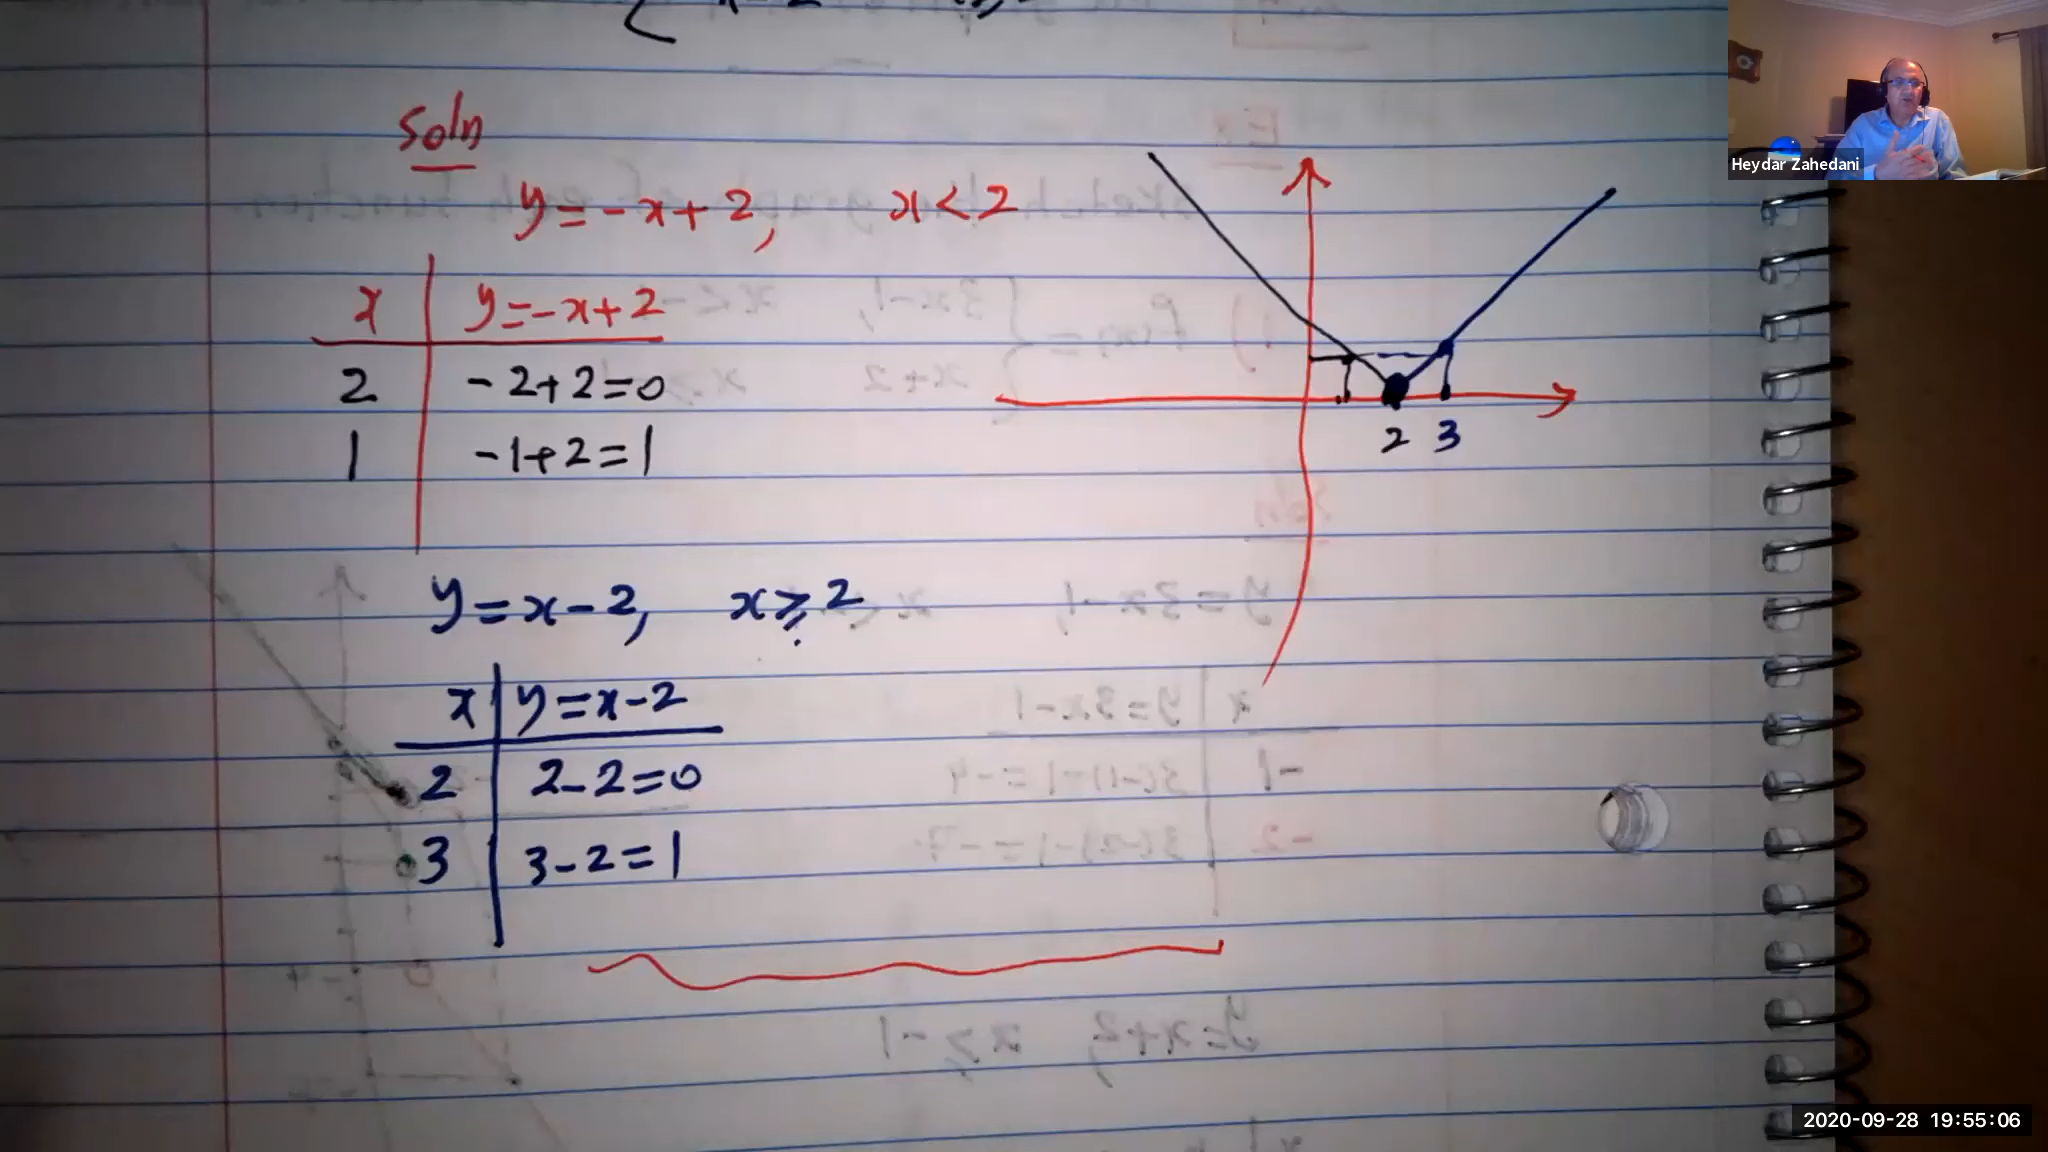 x-2
Soln
y = -x + 2, x < 2
x | y = -x + 2
2 | -2 + 2 = 0
1 | -1 + 2 = 1
2 3
y = x - 2, x ≥ 2
x | y = x - 2
2 | 2 - 2 = 0
3 | 3 - 2 = 1
Heydar Zahedani
2020-09-28 19:55:06